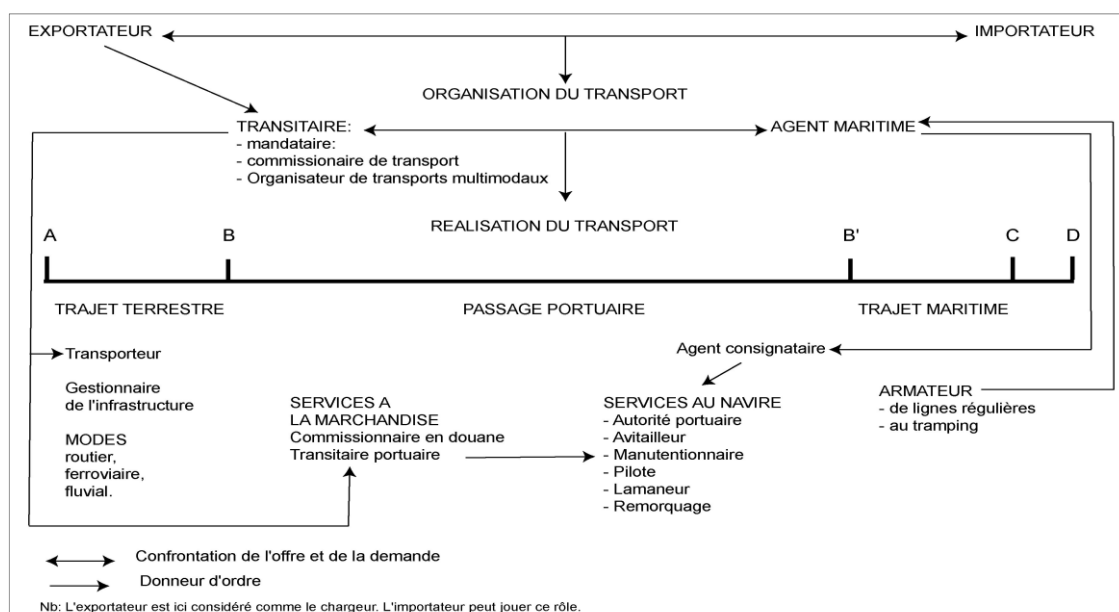 EXPORTATEUR
IMPORTATEUR
ORGANISATION DU TRANSPORT
TRANSITAIRE:
- mandataire:
- commissionaire de transport
- Organisateur de transports multimodaux
AGENT MARITIME
REALISATION DU TRANSPORT
A
B
B'
C
D
TRAJET TERRESTRE
PASSAGE PORTUAIRE
TRAJET MARITIME
Transporteur
Gestionnaire
de l'infrastructure
MODES
routier,
ferroviaire,
fluvial.
SERVICES A
LA MARCHANDISE
Commissionnaire en douane
Transitaire portuaire
Agent consignataire
SERVICES AU NAVIRE
- Autorité portuaire
- Avitailleur
- Manutentionnaire
- Pilote
- Lamaneur
- Remorquage
ARMATEUR
- de lignes régulières
- au tramping
Confrontation de l'offre et de la demande
Donneur d'ordre
Nb: L'exportateur est ici considéré comme le chargeur. L'importateur peut jouer ce rôle.